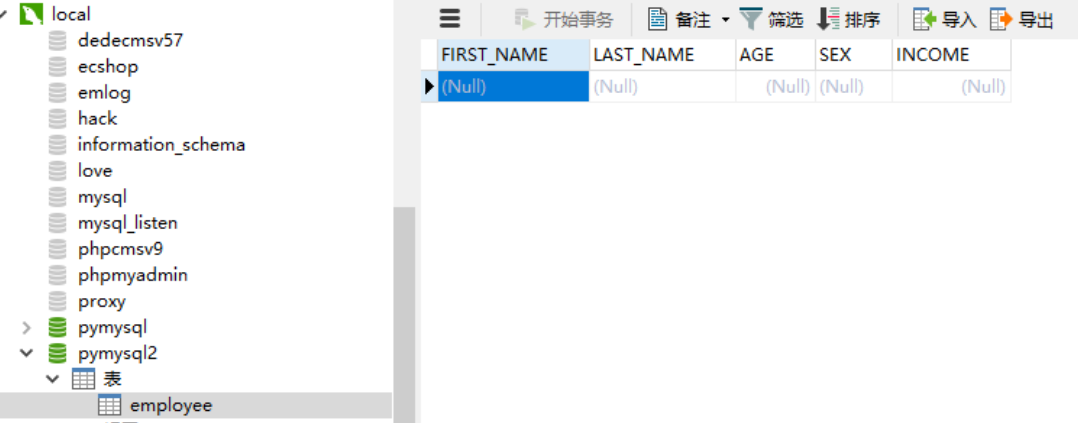 local
dedecmsv57
ecshop
emlog
hack
information_schema
love
mysql
mysql_listen
phpcmsv9
phpmyadmin
proxy
pymysql
pymysql2
表
employee
开始事务 备注 筛选 排序 导入 导出
FIRST_NAME LAST_NAME AGE SEX INCOME
(Null) (Null) (Null) (Null) (Null)